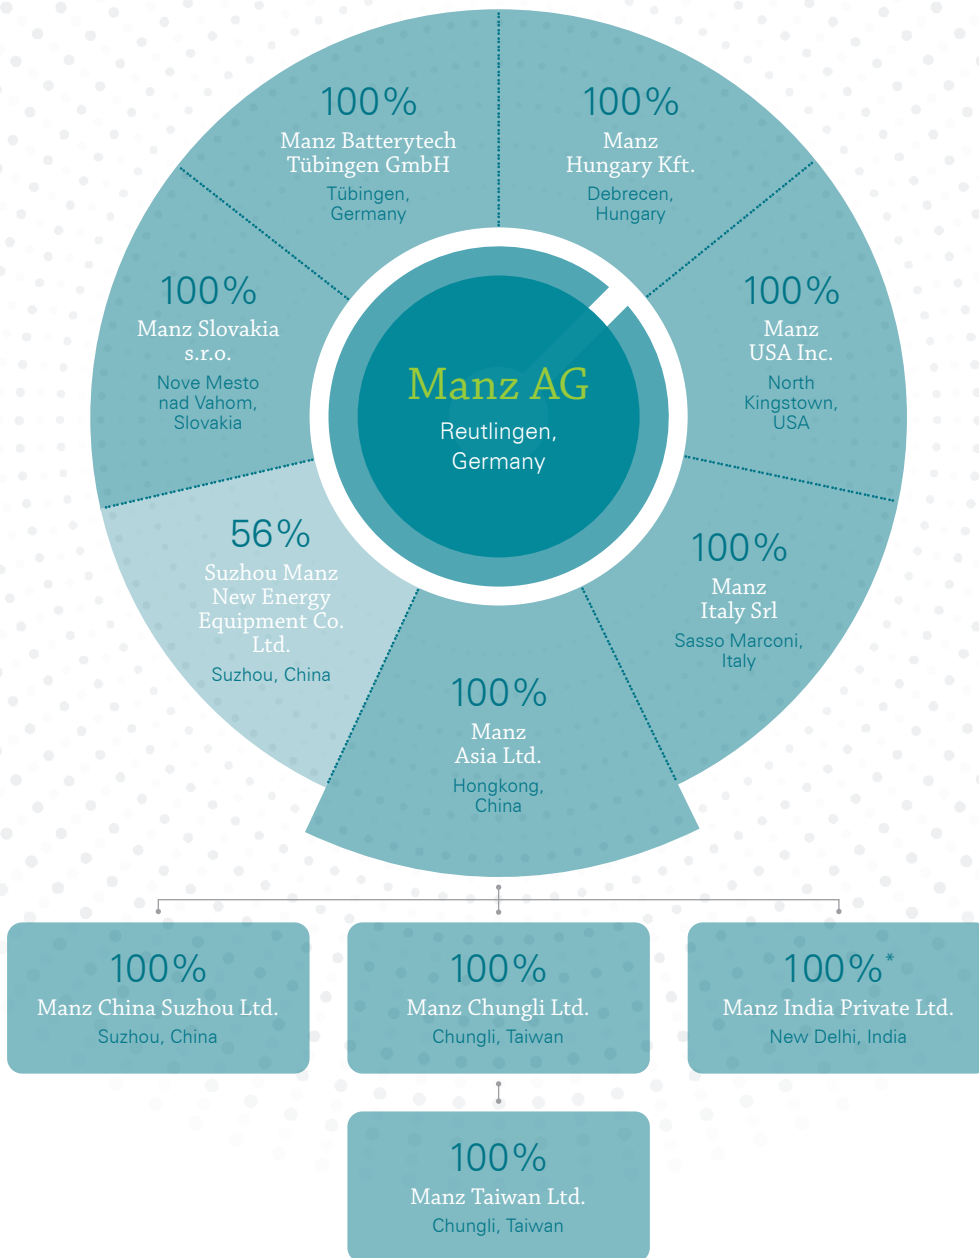 100%
Manz Batterytech
Tübingen GmbH
Tübingen,
Germany
100%
Manz
Hungary Kft.
Debrecen,
Hungary
100%
Manz Slovakia
s.r.o.
Nove Mesto
nad Vahom,
Slovakia
100%
Manz
USA Inc.
North
Kingstown,
USA
Manz AG
Reutlingen,
Germany
56%
Suzhou Manz
New Energy
Equipment Co.
Ltd.
Suzhou, China
100%
Manz
Italy Srl
Sasso Marconi,
Italy
100%
Manz
Asia Ltd.
Hongkong,
China
100%
Manz China Suzhou Ltd.
Suzhou, China
100%
Manz Chungli Ltd.
Chungli, Taiwan
100%*
Manz India Private Ltd.
New Delhi, India
100%
Manz Taiwan Ltd.
Chungli, Taiwan